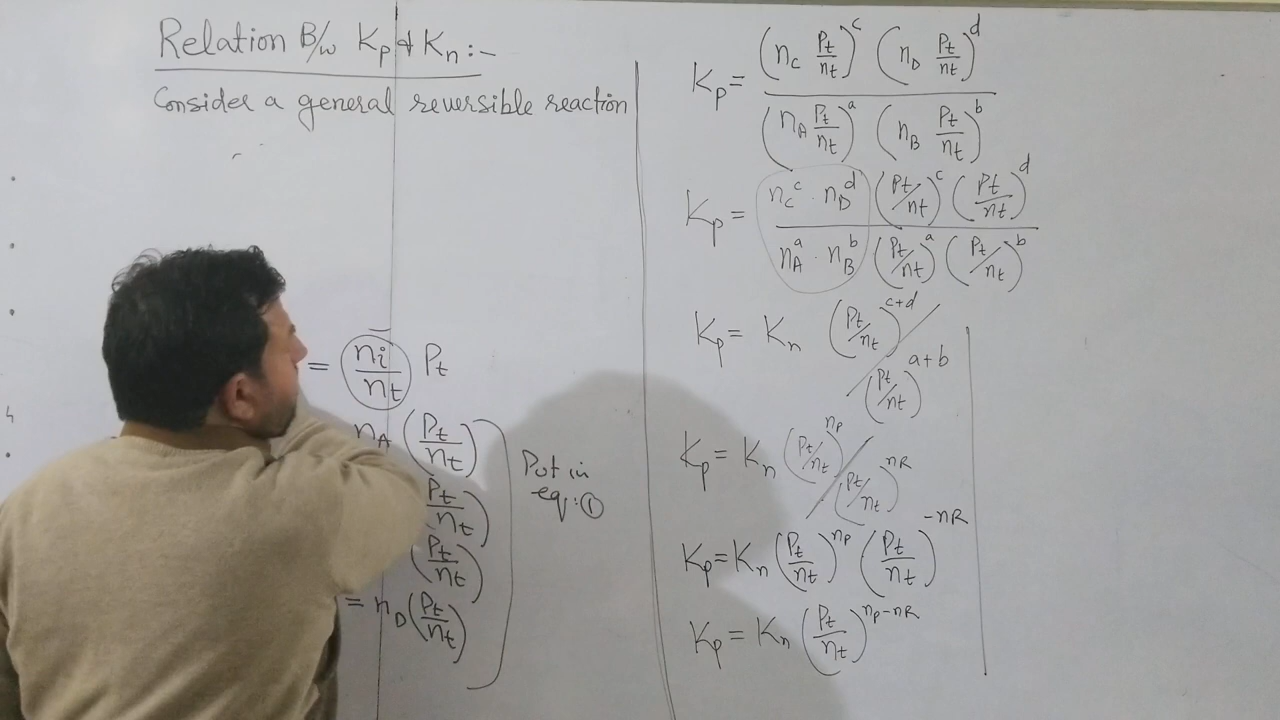 Relation B/w Kp & Kn :-
Consider a general reversible reaction
= ni/nt Pt
nA (Pt/nt)
(Pt/nt)
(Pt/nt)
= nD (Pt/nt)
Put in
eq: ①
Kp = (nC Pt/nt)^c (nD Pt/nt)^d / (nA Pt/nt)^a (nB Pt/nt)^b
Kp = nC^c . nD^d (Pt/nt)^c (Pt/nt)^d / nA^a . nB^b (Pt/nt)^a (Pt/nt)^b
Kp = Kn (Pt/nt)^c+d / (Pt/nt)^a+b
Kp = Kn (Pt/nt)^nP / (Pt/nt)^nR
Kp = Kn (Pt/nt)^nP (Pt/nt)^-nR
Kp = Kn (Pt/nt)^nP-nR